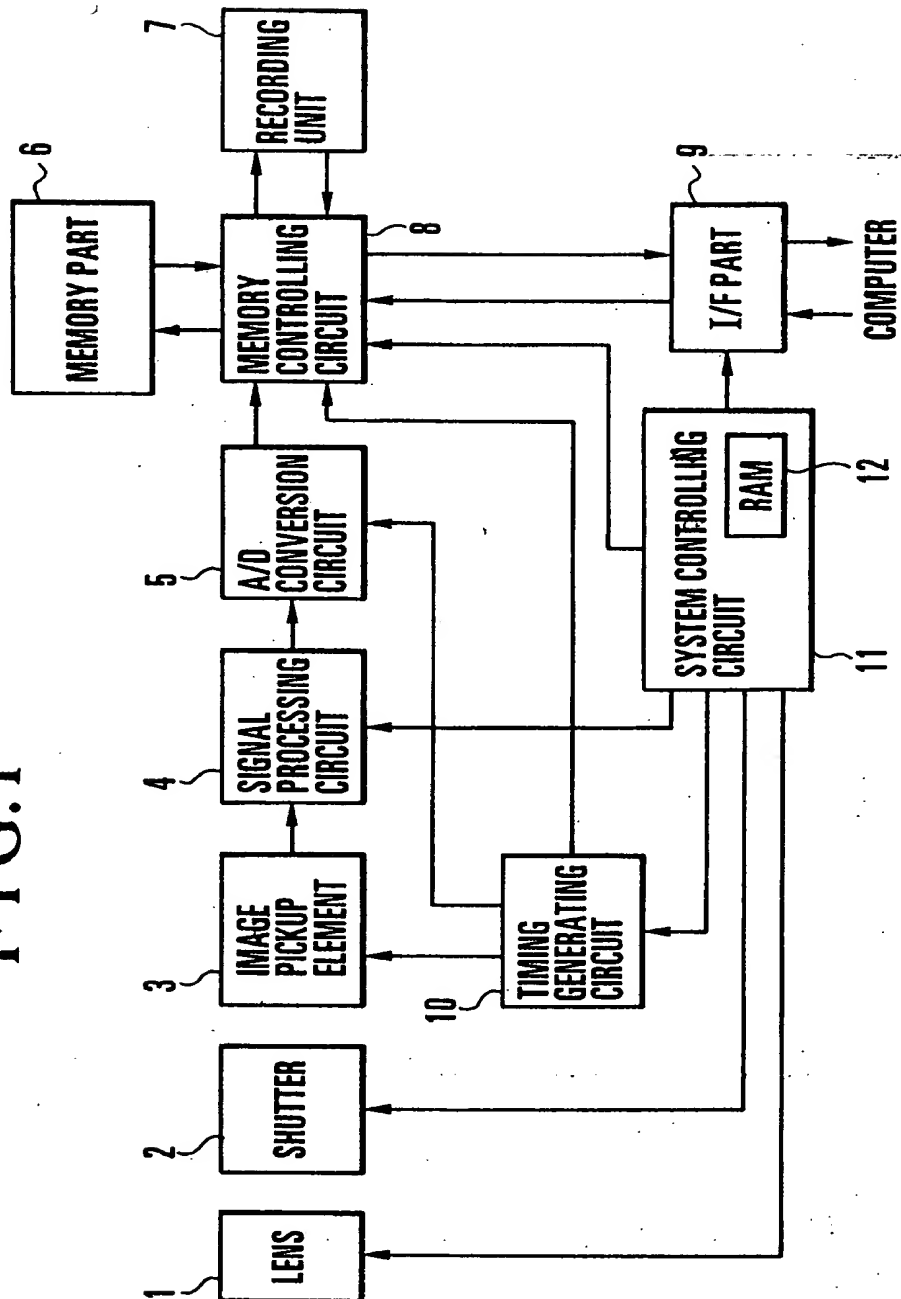 FIG.1
1
LENS
2
SHUTTER
3
IMAGE
PICKUP
ELEMENT
4
SIGNAL
PROCESSING
CIRCUIT
5
A/D
CONVERSION
CIRCUIT
6
MEMORY PART
MEMORY
CONTROLLING
CIRCUIT
8
7
RECORDING
UNIT
10
TIMING
GENERATING
CIRCUIT
SYSTEM CONTROLLING
CIRCUIT
RAM
11
12
9
I/F PART
COMPUTER